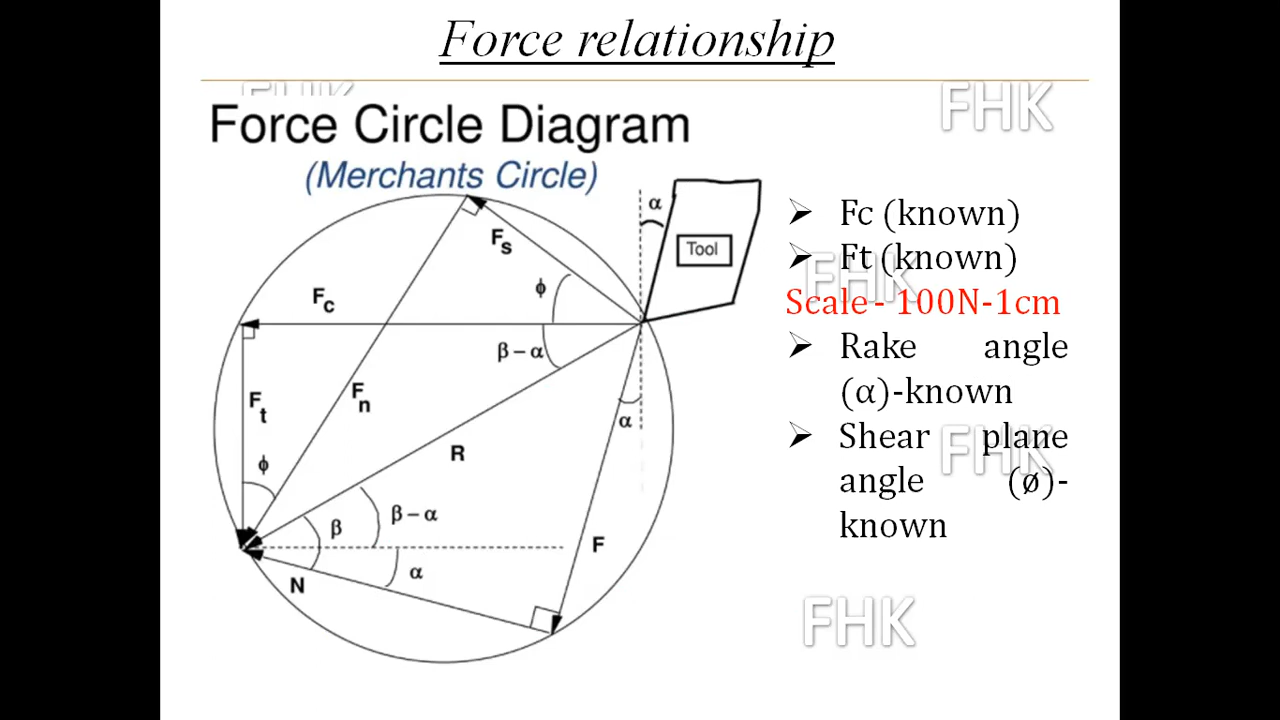 Force relationship
FHK
FHK
Force Circle Diagram
(Merchants Circle)
α
Tool
Fs
ϕ
Fc
β – α
Ft
Fn
α
R
ϕ
β – α
β
F
α
N
➢ Fc (known)
➢ Ft (known)
FHK
Scale - 100N-1cm
➢ Rake angle
(α)-known
➢ Shear plane
FHK
angle (ø)-
known
FHK